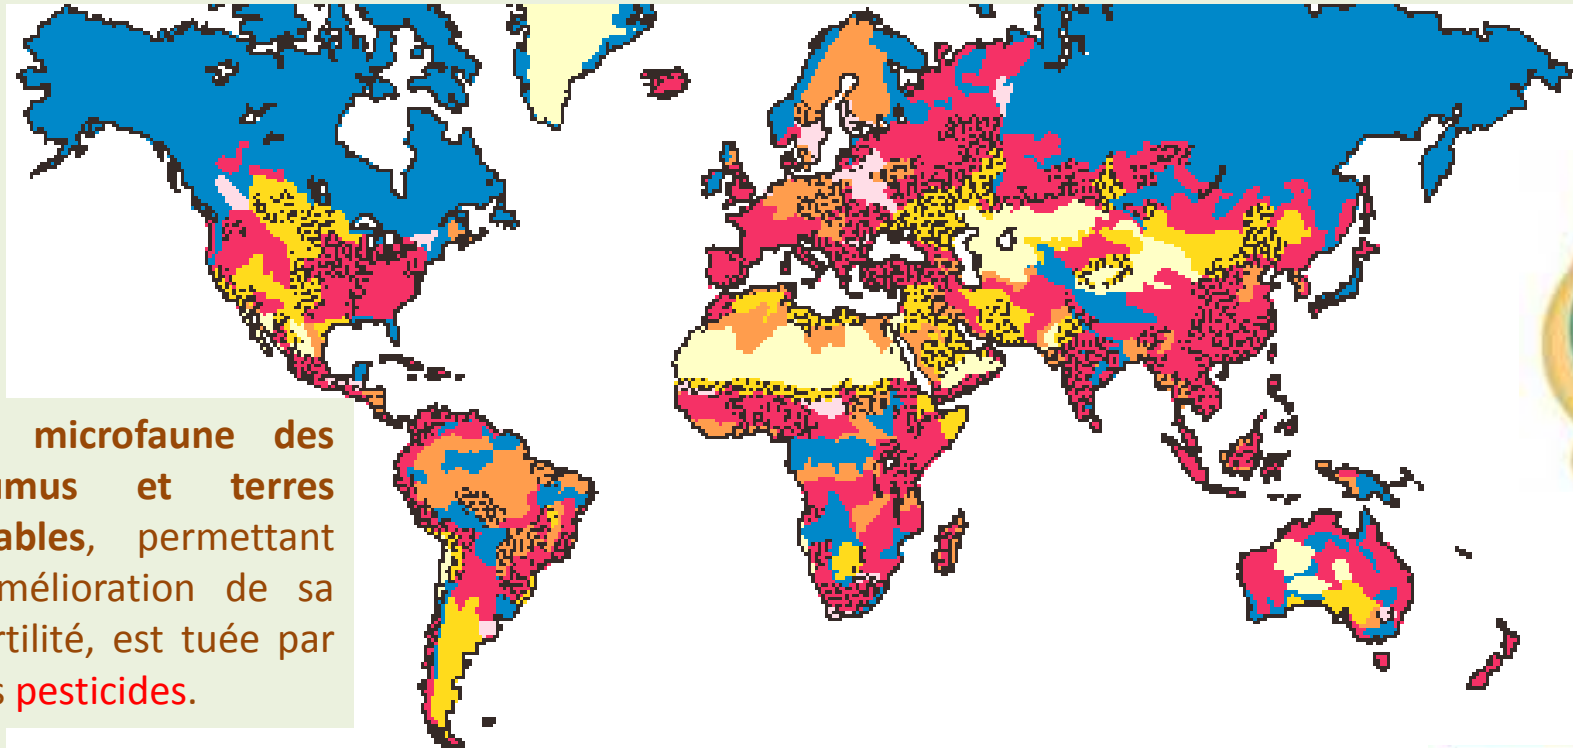 microfaune des
umus et terres
ables, permettant
mélioration de sa
rtilité, est tuée par
s pesticides.